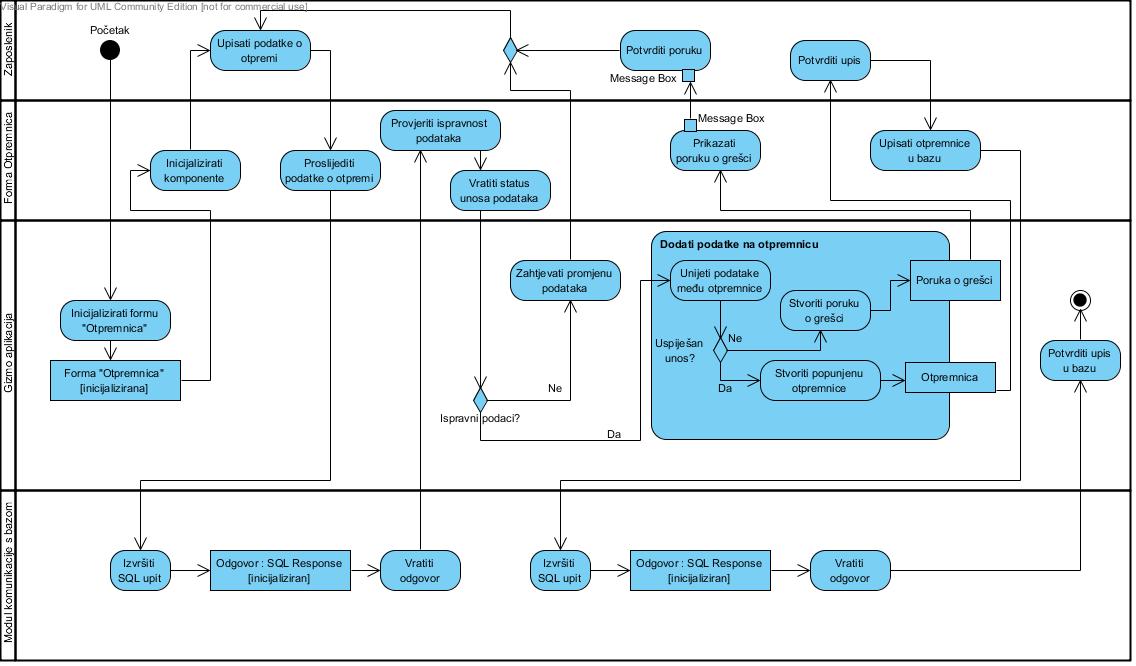 Visual Paradigm for UML Community Edition [not for commercial use]
Zaposlenik
Početak
Upisati podatke o
otpremi
Potvrditi poruku
Message Box
Potvrditi upis
Forma Otpremnica
Inicijalizirati
komponente
Proslijediti
podatke o otpremi
Provjeriti ispravnost
podataka
Vratiti status
unosa podataka
Message Box
Prikazati
poruku o grešci
Upisati otpremnice
u bazu
Gizmo aplikacija
Inicijalizirati formu
"Otpremnica"
Forma "Otpremnica"
[inicijalizirana]
Zahtjevati promjenu
podataka
Ne
Ispravni podaci?
Da
Dodati podatke na otpremnicu
Unijeti podatake
među otpremnice
Uspiješan
unos?
Ne
Da
Stvoriti poruku
o grešci
Stvoriti popunjenu
otpremnice
Poruka o grešci
Otpremnica
Potvrditi upis
u bazu
Modul komunikacije s bazom
Izvršiti
SQL upit
Odgovor : SQL Response
[inicijaliziran]
Vratiti
odgovor
Izvršiti
SQL upit
Odgovor : SQL Response
[inicijaliziran]
Vratiti
odgovor